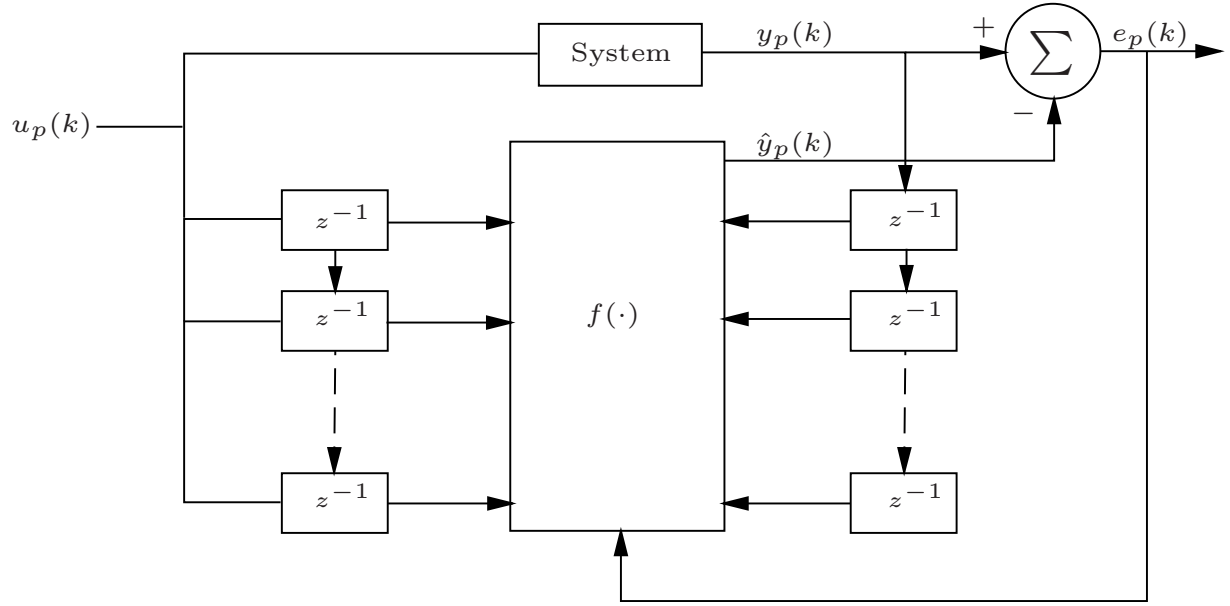 System
y_p(k)
+
∑
e_p(k)
u_p(k)
−
ŷ_p(k)
z^{-1}
z^{-1}
z^{-1}
f(·)
z^{-1}
z^{-1}
z^{-1}